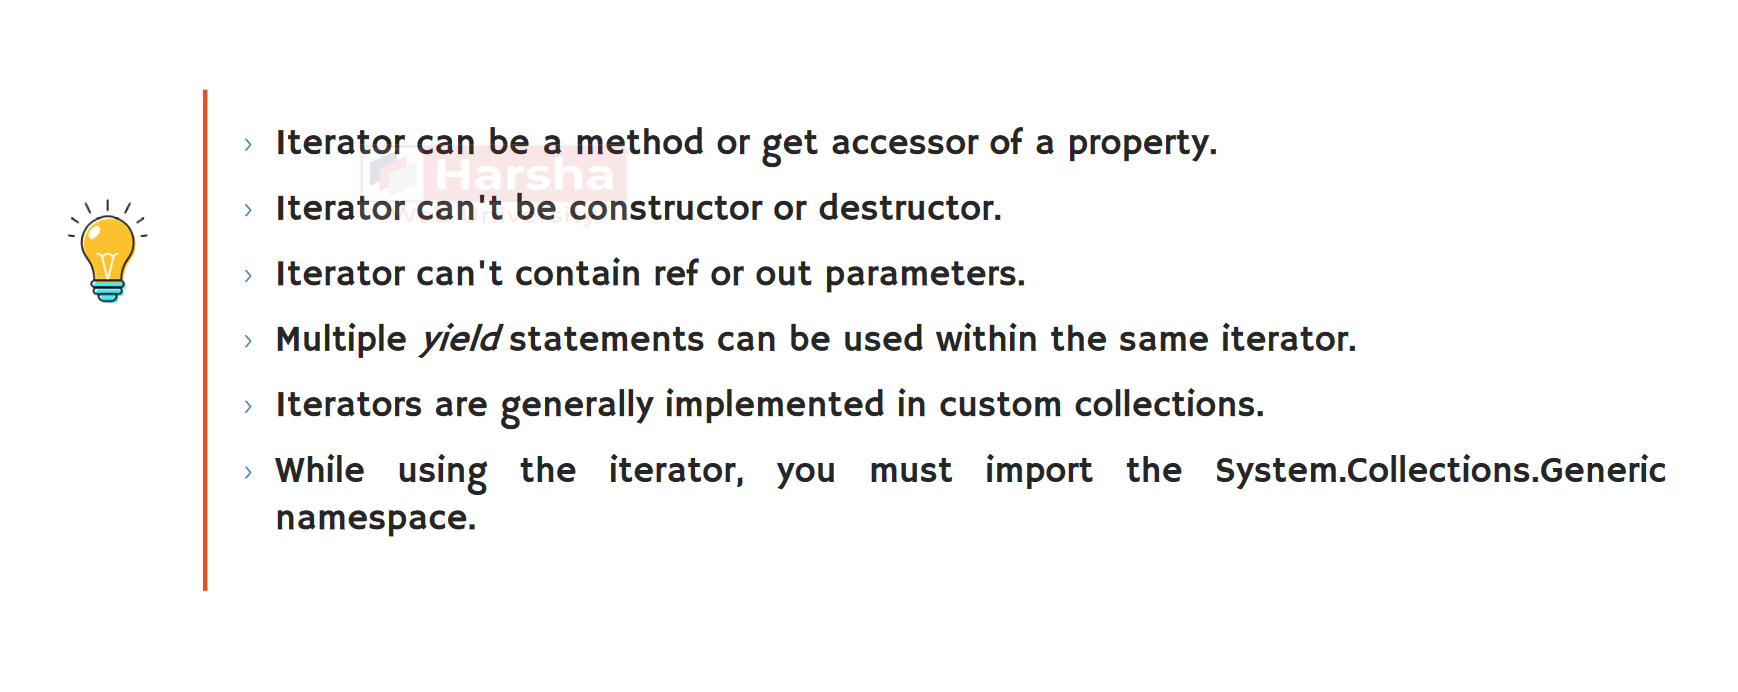 Iterator can be a method or get accessor of a property.
Harsha
Iterator can't be constructor or destructor.
Web University
Iterator can't contain ref or out parameters.
Multiple yield statements can be used within the same iterator.
Iterators are generally implemented in custom collections.
While using the iterator, you must import the System.Collections.Generic
namespace.